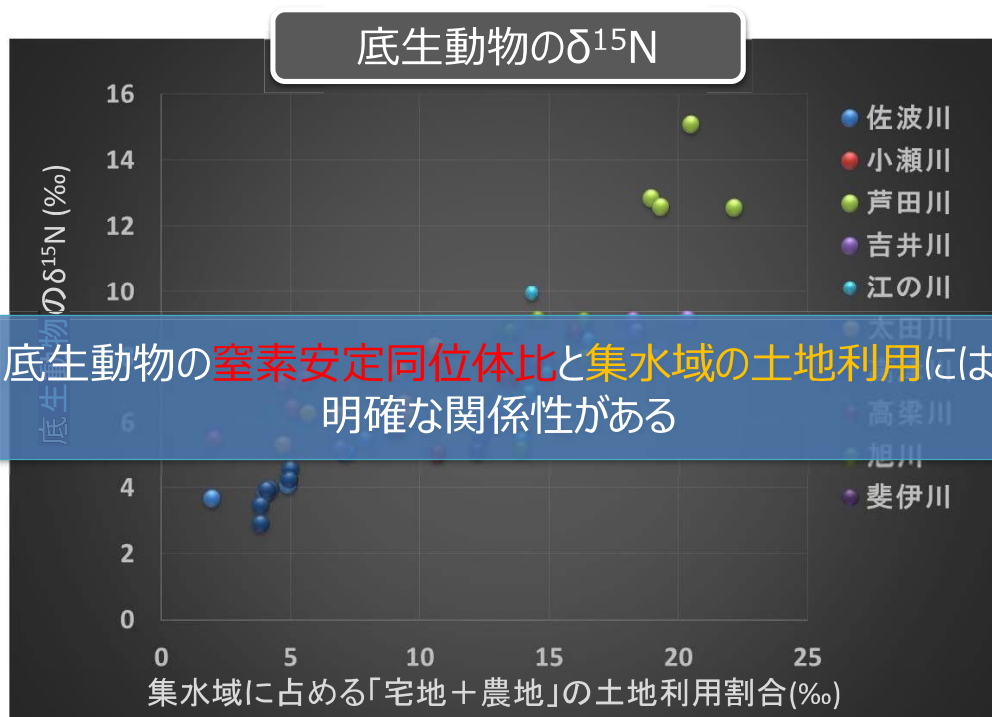 底生動物のδ¹⁵N
16
14
12
10
6
4
2
0
0 5 10 15 20 25
底生動物のδ¹⁵N (‰)
集水域に占める「宅地＋農地」の土地利用割合(‰)
佐波川
小瀬川
芦田川
吉井川
江の川
太田川
高梁川
旭川
斐伊川
底生動物の窒素安定同位体比と集水域の土地利用には
明確な関係性がある